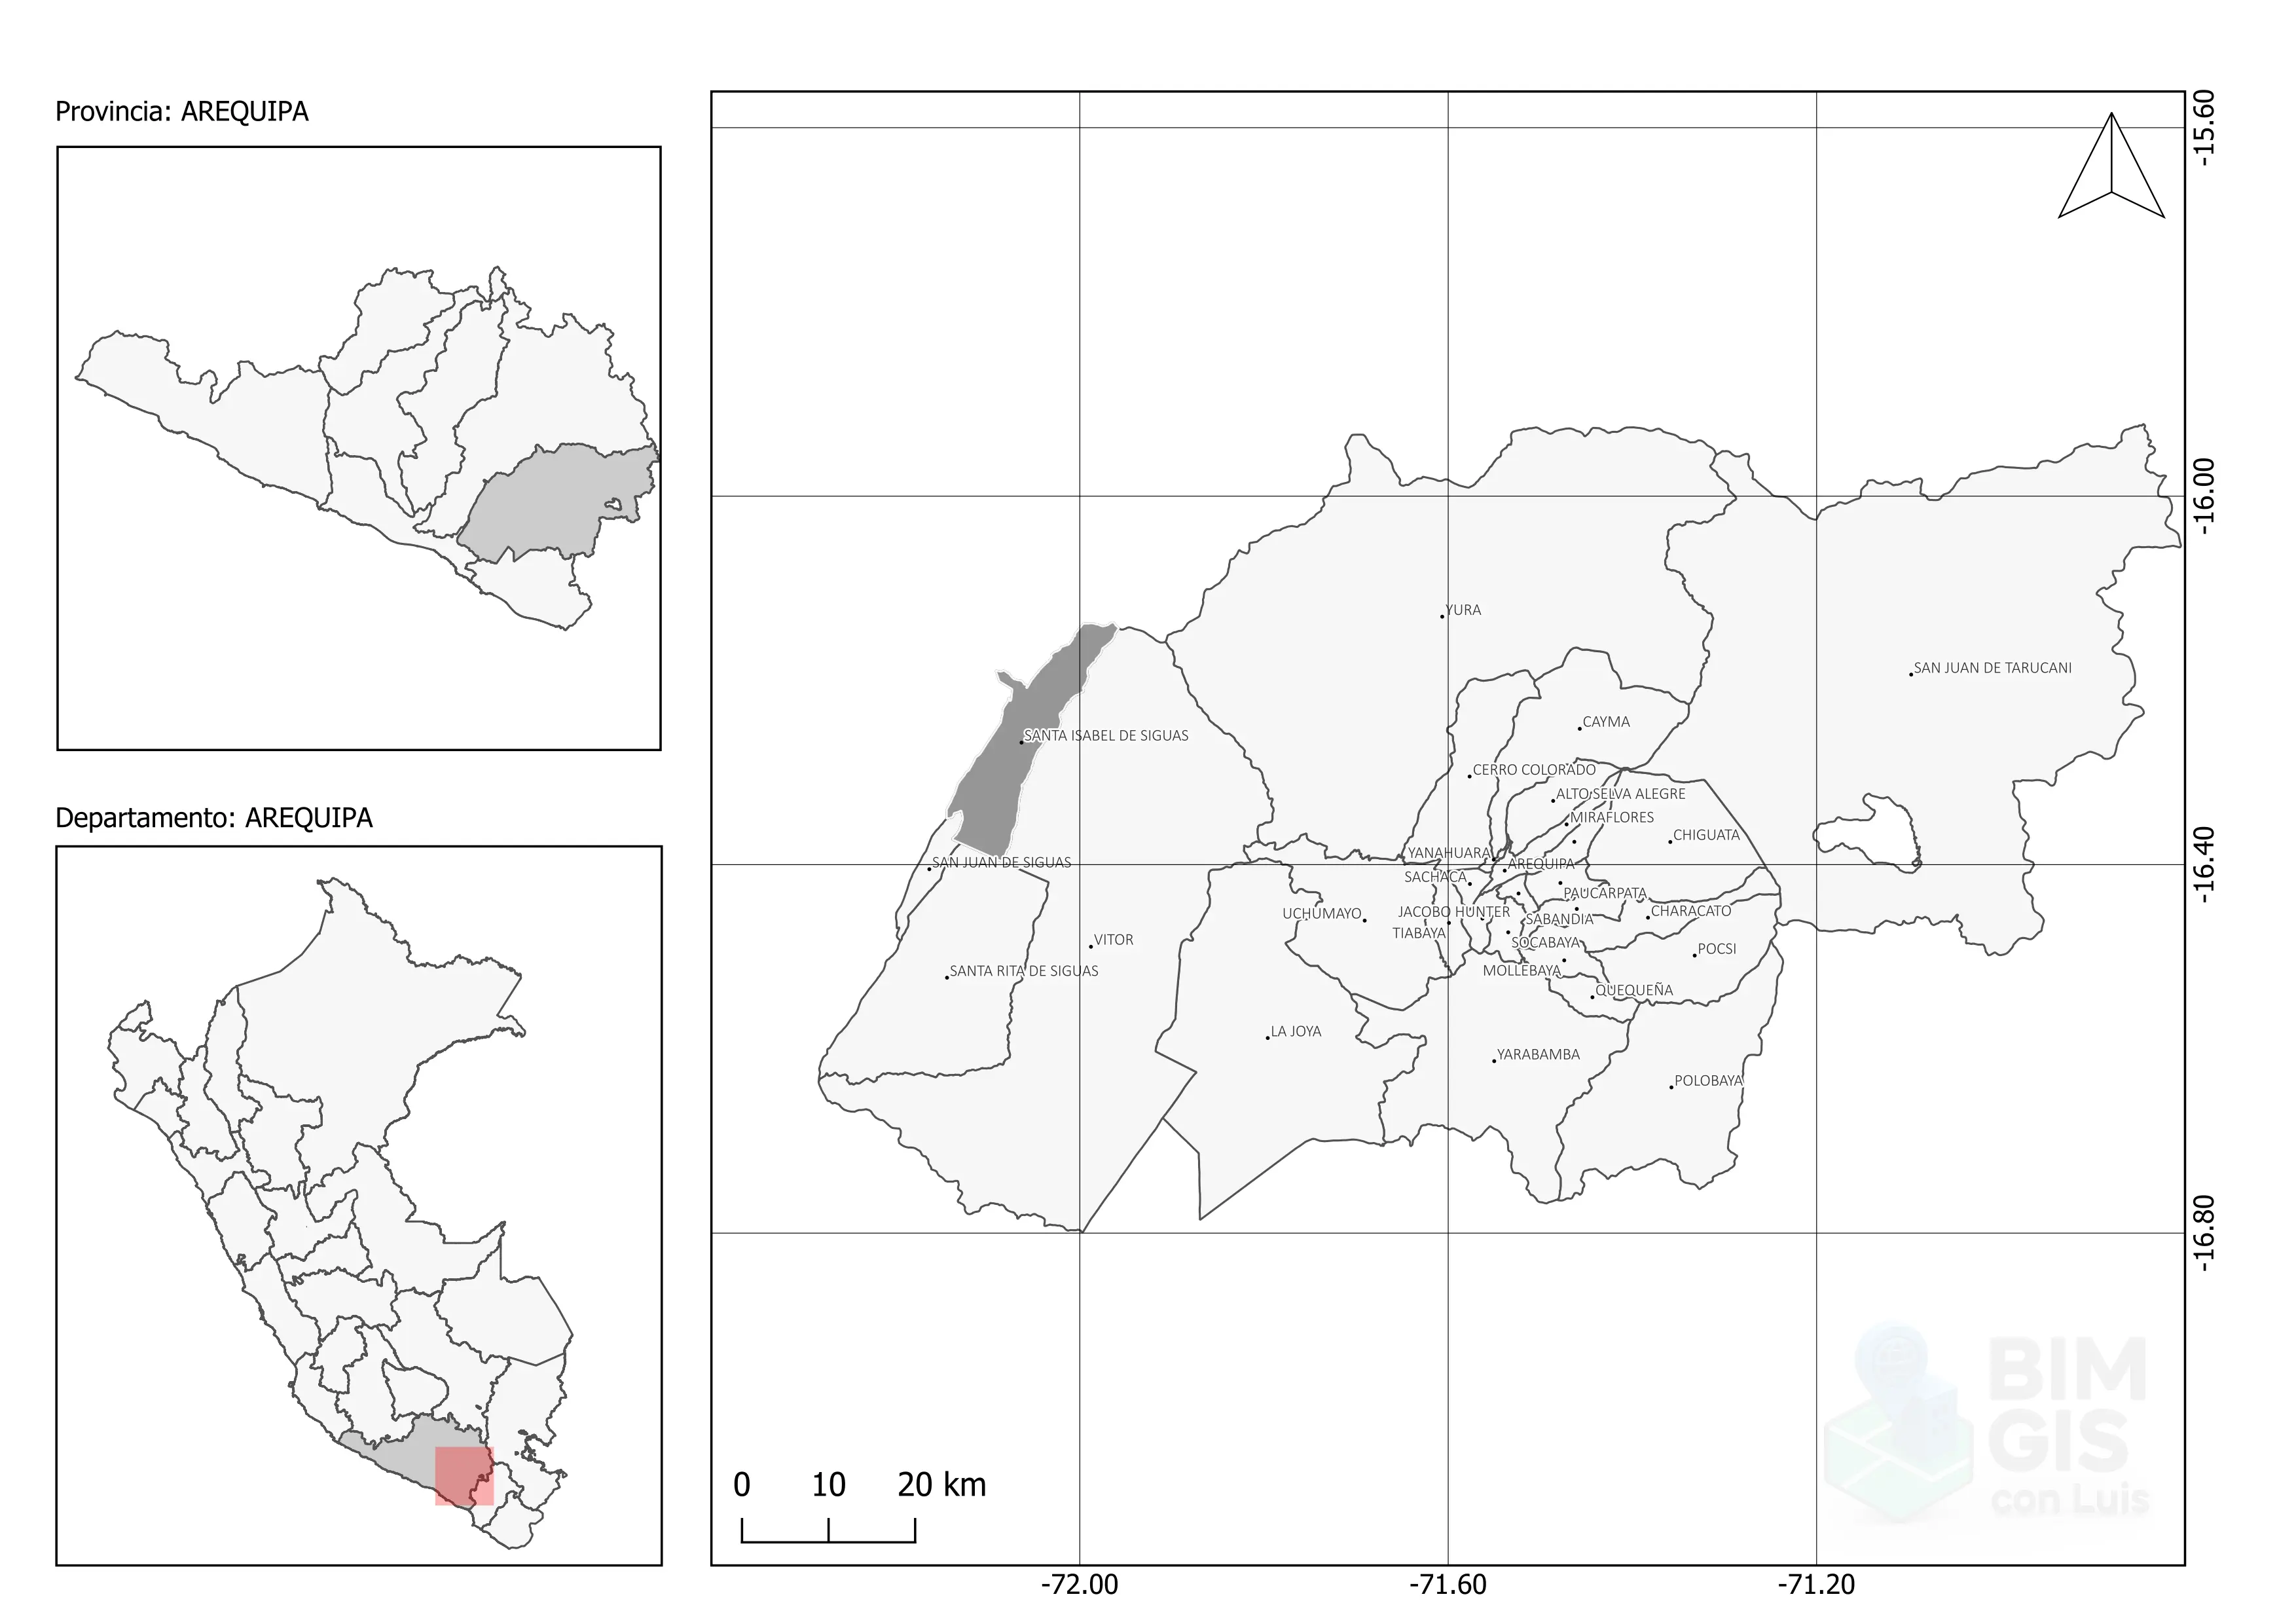 Provincia: AREQUIPA
Departamento: AREQUIPA
-15.60
-16.00
-16.40
-16.80
YURA
SAN JUAN DE TARUCANI
CAYMA
SANTA ISABEL DE SIGUAS
CERRO COLORADO
ALTO SELVA ALEGRE
MIRAFLORES
CHIGUATA
YANAHUARA
AREQUIPA
SAN JUAN DE SIGUAS
SACHACA
PAUCARPATA
UCHUMAYO
JACOBO HUNTER
CHARACATO
SABANDIA
TIABAYA
VITOR
SOCABAYA
POCSI
SANTA RITA DE SIGUAS
MOLLEBAYA
QUEQUEÑA
LA JOYA
YARABAMBA
POLOBAYA
BIM
GIS
con Luis
0 10 20 km
-72.00 -71.60 -71.20